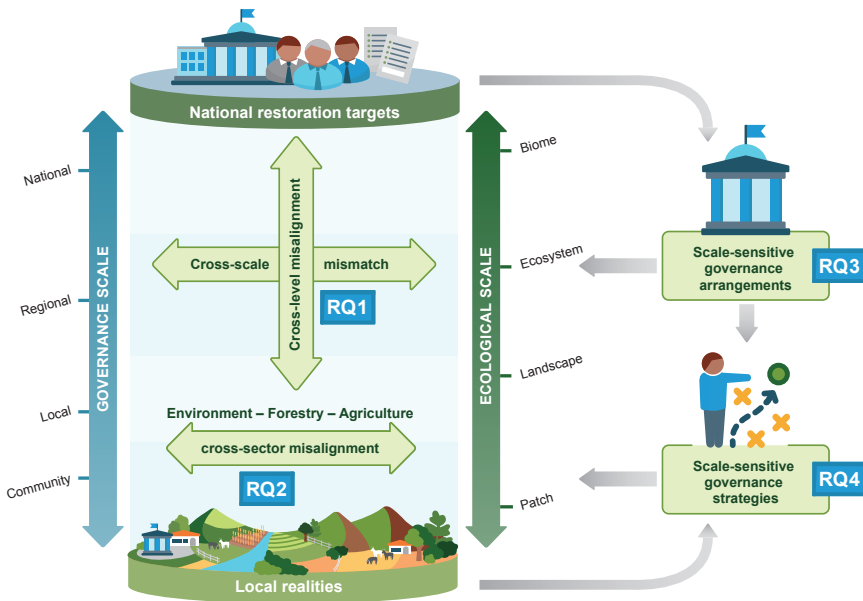 National restoration targets
National
Regional
Local
Community
GOVERNANCE SCALE
Cross-level misalignment
Cross-scale mismatch
RQ1
Environment – Forestry – Agriculture
cross-sector misalignment
RQ2
Local realities
ECOLOGICAL SCALE
Biome
Ecosystem
Landscape
Patch
Scale-sensitive
governance
arrangements
RQ3
Scale-sensitive
governance
strategies
RQ4